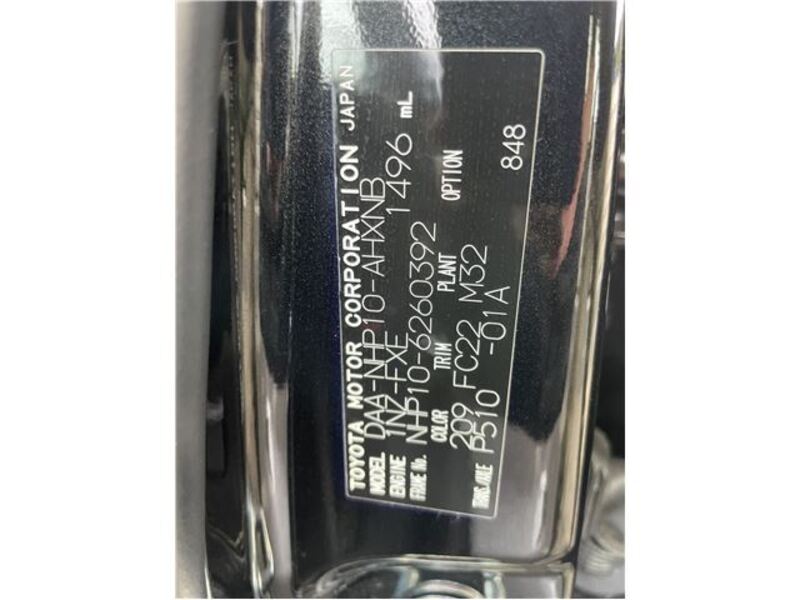 TOYOTA MOTOR CORPORATION JAPAN
MODEL DAA-NHP10-AHXNB
ENGINE 1NZ-FXE 1496 mL
FRAME No. NHP10-6260392
COLOR TRIM PLANT OPTION
209 FC22 M32
TRANS./AXLE P510 -01A 848